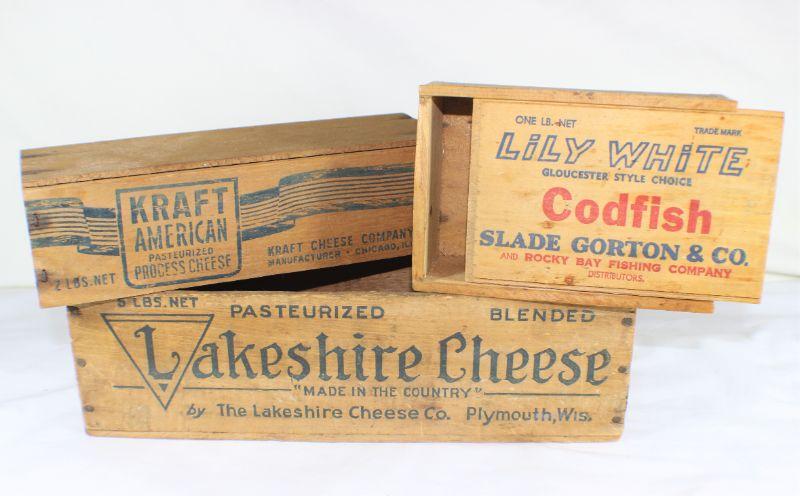 KRAFT
AMERICAN
PASTEURIZED
PROCESS CHEESE
2 LBS. NET
KRAFT CHEESE COMPANY
MANUFACTURER · CHICAGO, ILL.
ONE LB. NET
TRADE MARK
LiLY WHiTE
GLOUCESTER STYLE CHOICE
Codfish
SLADE GORTON & CO.
AND ROCKY BAY FISHING COMPANY
DISTRIBUTORS.
5 LBS. NET PASTEURIZED BLENDED
Lakeshire Cheese
"MADE IN THE COUNTRY"
by The Lakeshire Cheese Co. Plymouth, Wis.